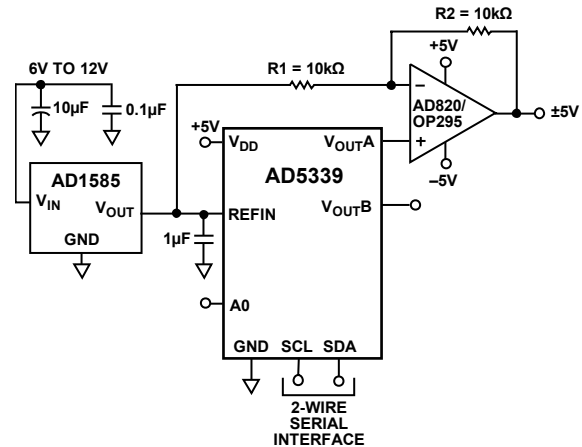 R2 = 10kΩ
6V TO 12V
R1 = 10kΩ
+5V
10µF
0.1µF
−
AD820/
OP295
±5V
+
−5V
+5V
VDD
VOUTA
AD1585
AD5339
VIN
VOUT
REFIN
VOUTB
GND
1µF
A0
GND
SCL
SDA
2-WIRE
SERIAL
INTERFACE